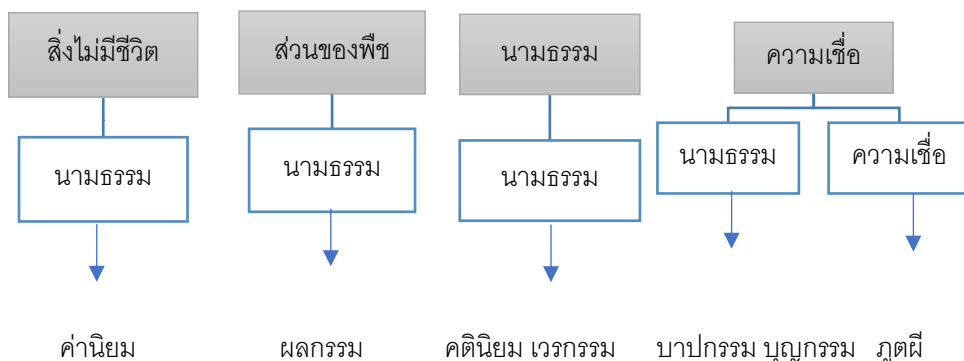 สิ่งไม่มีชีวิต
ส่วนของพืช
นามธรรม
ความเชื่อ
นามธรรม
นามธรรม
นามธรรม
นามธรรม
ความเชื่อ
ค่านิยม
ผลกรรม
คตินิยม เวรกรรม
บาปกรรม บุญกรรม
ภูตผี